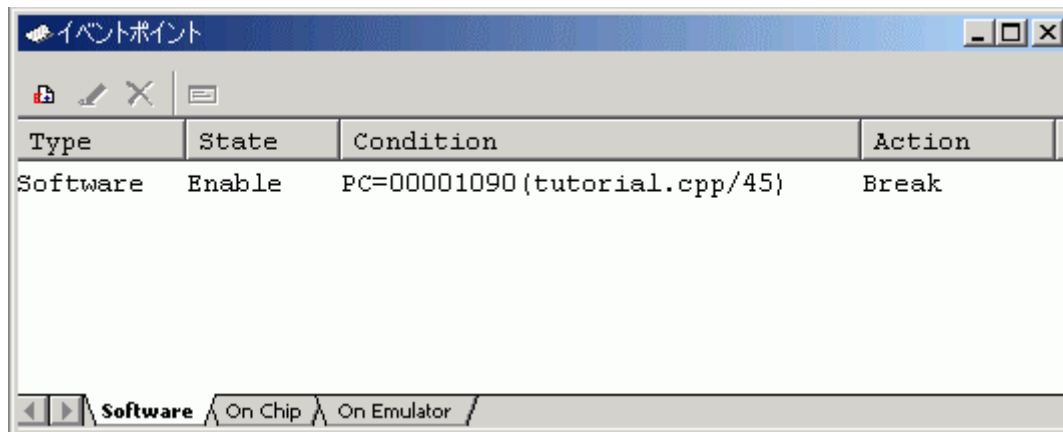 イベントポイント
Type State Condition Action
Software Enable PC=00001090(tutorial.cpp/45) Break
Software On Chip On Emulator